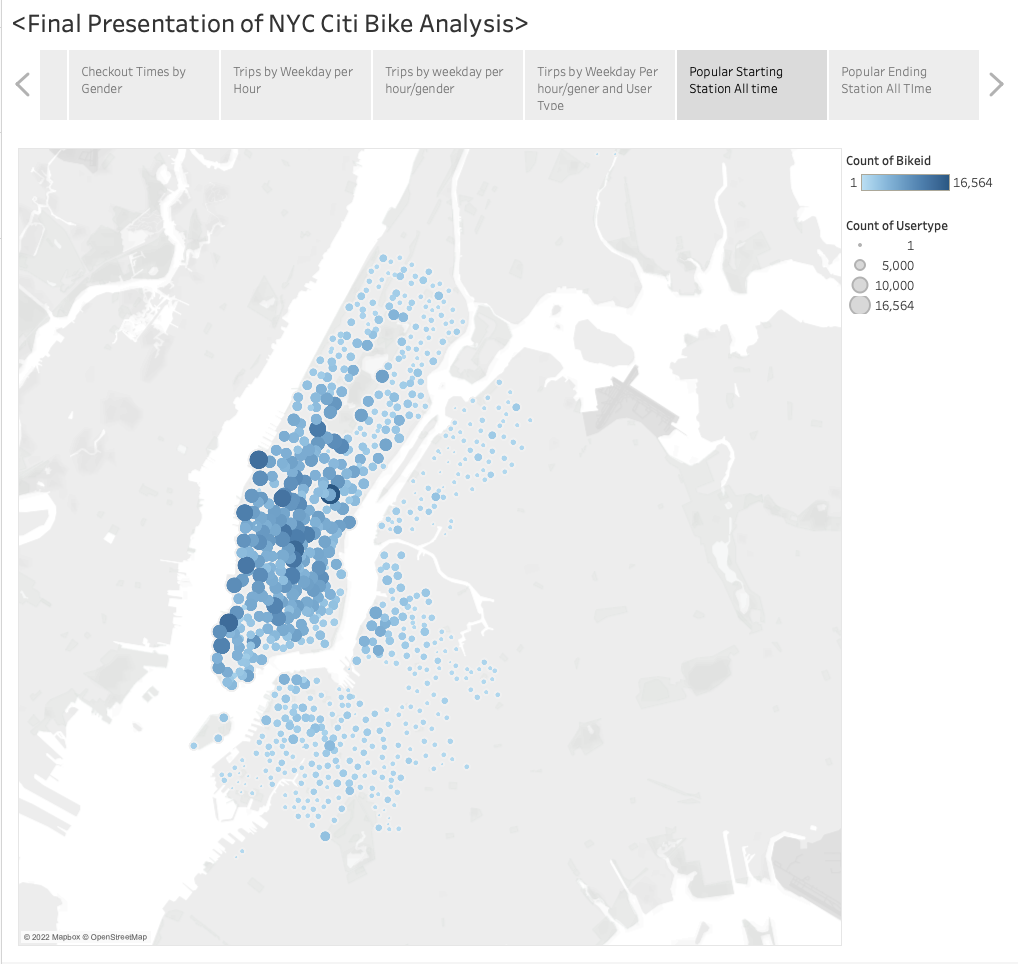 <Final Presentation of NYC Citi Bike Analysis>
Checkout Times by
Gender
Trips by Weekday per
Hour
Trips by weekday per
hour/gender
Tirps by Weekday Per
hour/gener and User
Type
Popular Starting
Station All time
Popular Ending
Station All TIme
Count of Bikeid
1 16,564
Count of Usertype
1
5,000
10,000
16,564
© 2022 Mapbox © OpenStreetMap